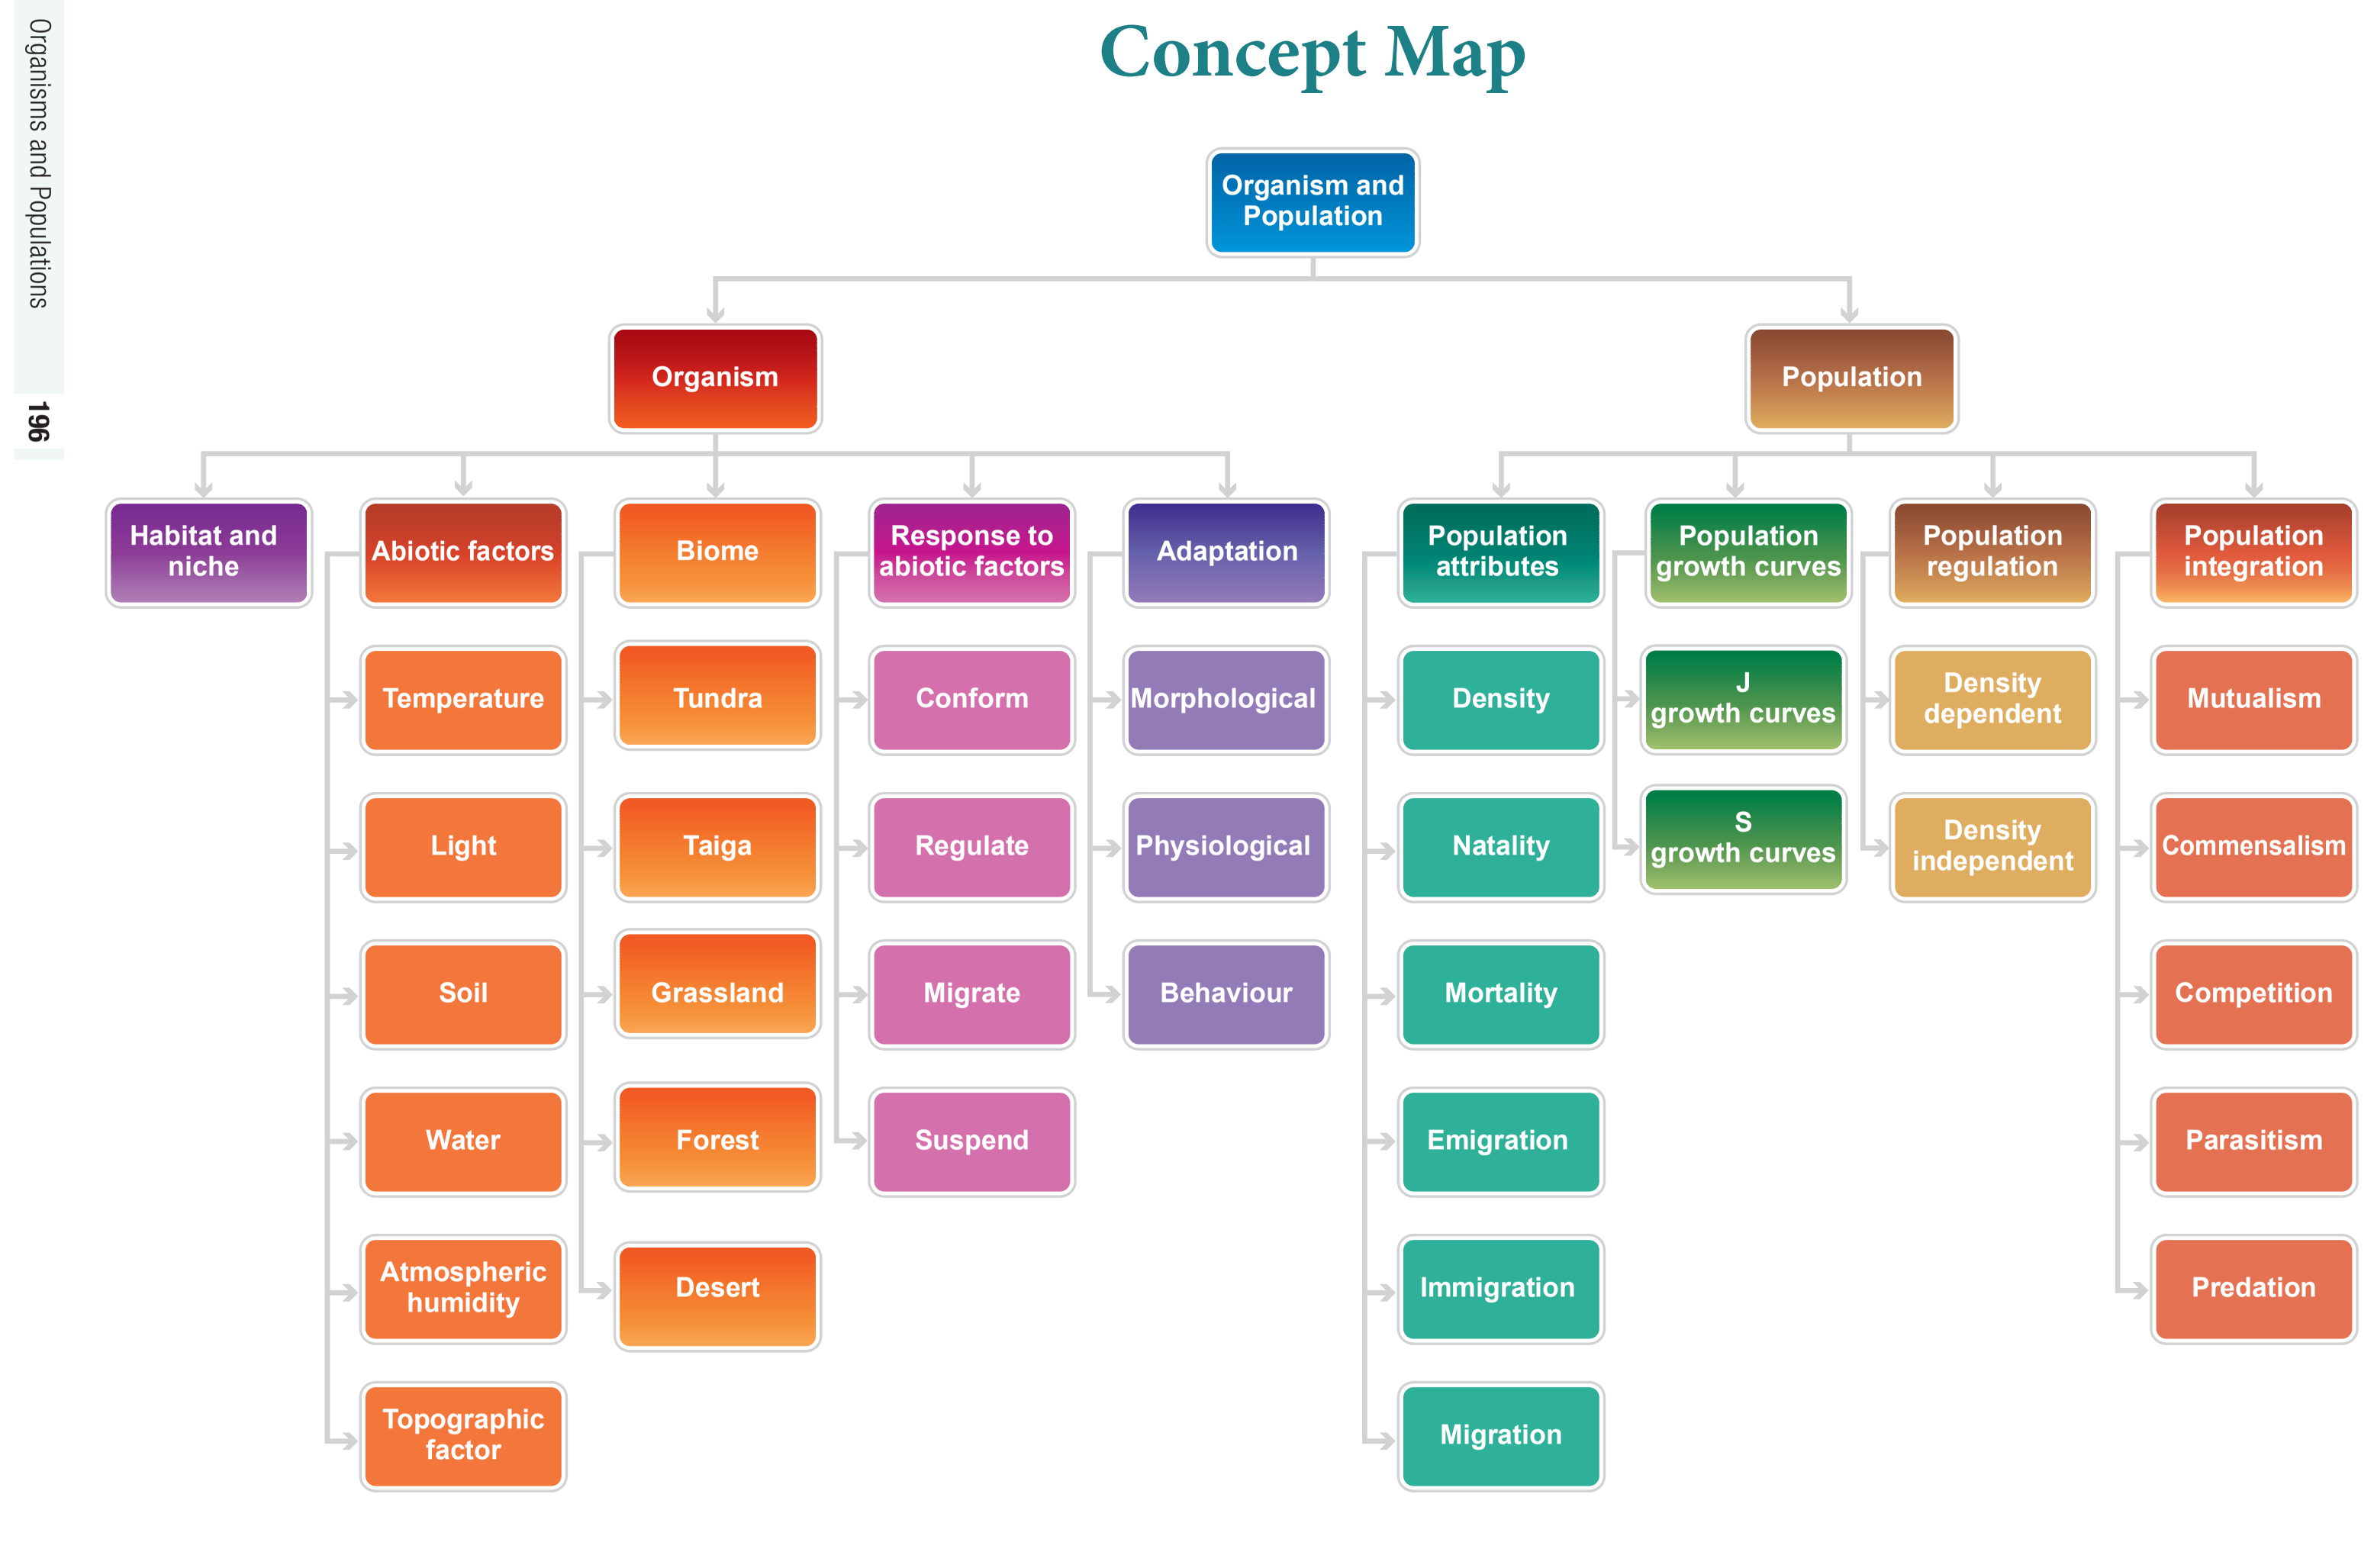 Organisms and Populations
196
Concept Map
Organism and
Population
Organism
Population
Habitat and
niche
Abiotic factors
Biome
Response to
abiotic factors
Adaptation
Population
attributes
Population
growth curves
Population
regulation
Population
integration
Temperature
Tundra
Conform
Morphological
Density
J
growth curves
Density
dependent
Mutualism
Light
Taiga
Regulate
Physiological
Natality
S
growth curves
Density
independent
Commensalism
Soil
Grassland
Migrate
Behaviour
Mortality
Competition
Water
Forest
Suspend
Emigration
Parasitism
Atmospheric
humidity
Desert
Immigration
Predation
Topographic
factor
Migration